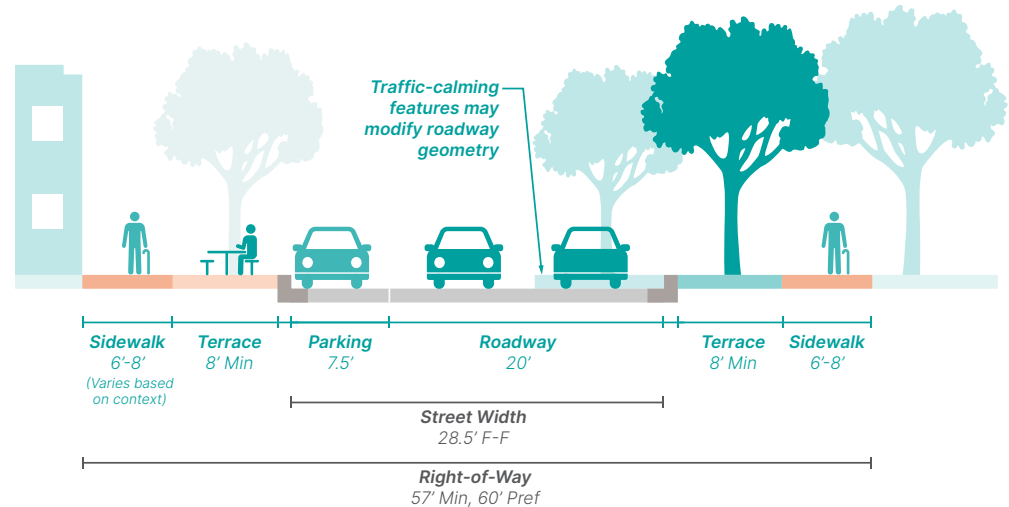 Traffic-calming
features may
modify roadway
geometry
Sidewalk
6’-8’
(Varies based
on context)
Terrace
8’ Min
Parking
7.5’
Roadway
20’
Terrace
8’ Min
Sidewalk
6’-8’
Street Width
28.5’ F-F
Right-of-Way
57’ Min, 60’ Pref